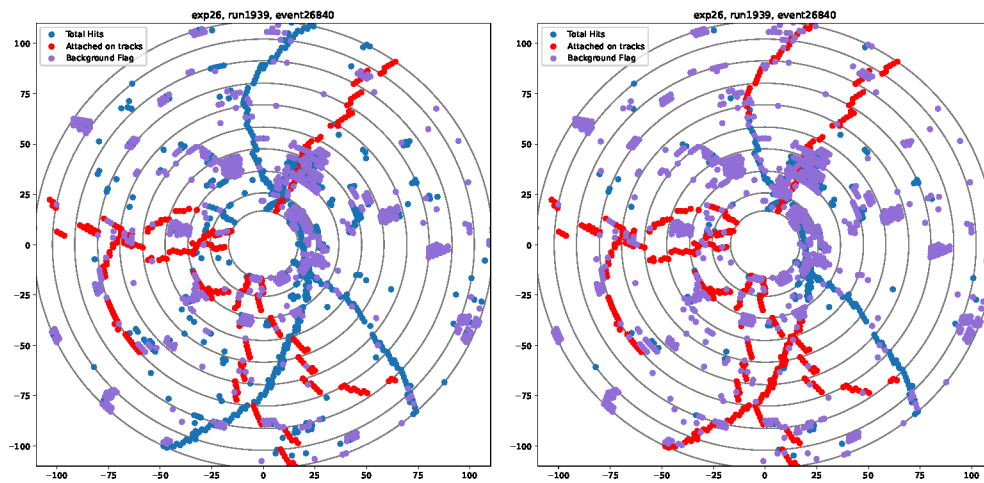 exp26, run1939, event26840
Total Hits
Attached on tracks
Background Flag
100
75
50
25
0
−25
−50
−75
−100
−100 −75 −50 −25 0 25 50 75 100
exp26, run1939, event26840
Total Hits
Attached on tracks
Background Flag
100
75
50
25
0
−25
−50
−75
−100
−100 −75 −50 −25 0 25 50 75 100